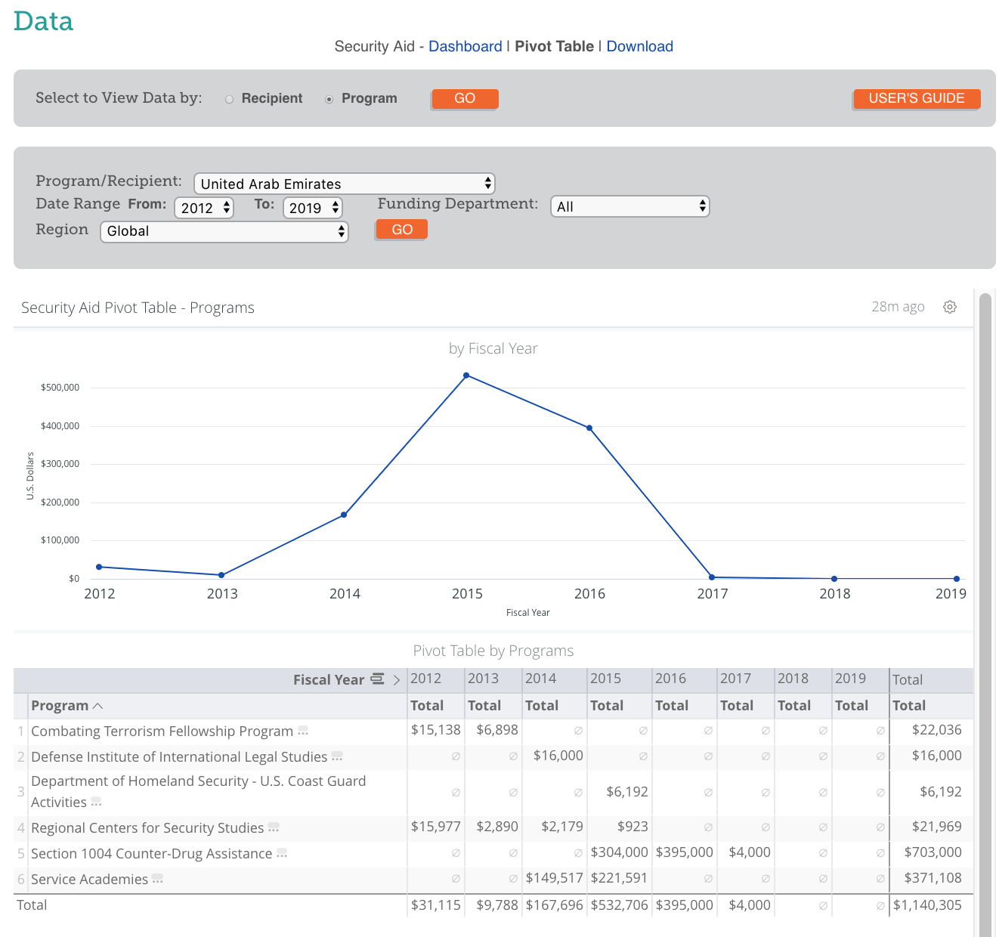 Data
Security Aid - Dashboard | Pivot Table | Download
Select to View Data by: Recipient Program GO USER'S GUIDE
Program/Recipient: United Arab Emirates
Date Range From: 2012 To: 2019 Funding Department: All
Region Global GO
Security Aid Pivot Table - Programs 28m ago
by Fiscal Year
$500,000
$400,000
$300,000
$200,000
$100,000
$0
U.S. Dollars
2012 2013 2014 2015 2016 2017 2018 2019
Fiscal Year
Pivot Table by Programs
Fiscal Year 2012 2013 2014 2015 2016 2017 2018 2019 Total
Program Total Total Total Total Total Total Total Total Total
1 Combating Terrorism Fellowship Program $15,138 $6,898 ∅ ∅ ∅ ∅ ∅ ∅ $22,036
2 Defense Institute of International Legal Studies ∅ ∅ $16,000 ∅ ∅ ∅ ∅ ∅ $16,000
3 Department of Homeland Security - U.S. Coast Guard
Activities ∅ ∅ ∅ $6,192 ∅ ∅ ∅ ∅ $6,192
4 Regional Centers for Security Studies $15,977 $2,890 $2,179 $923 ∅ ∅ ∅ ∅ $21,969
5 Section 1004 Counter-Drug Assistance ∅ ∅ ∅ $304,000 $395,000 $4,000 ∅ ∅ $703,000
6 Service Academies ∅ ∅ $149,517 $221,591 ∅ ∅ ∅ ∅ $371,108
Total $31,115 $9,788 $167,696 $532,706 $395,000 $4,000 ∅ ∅ $1,140,305